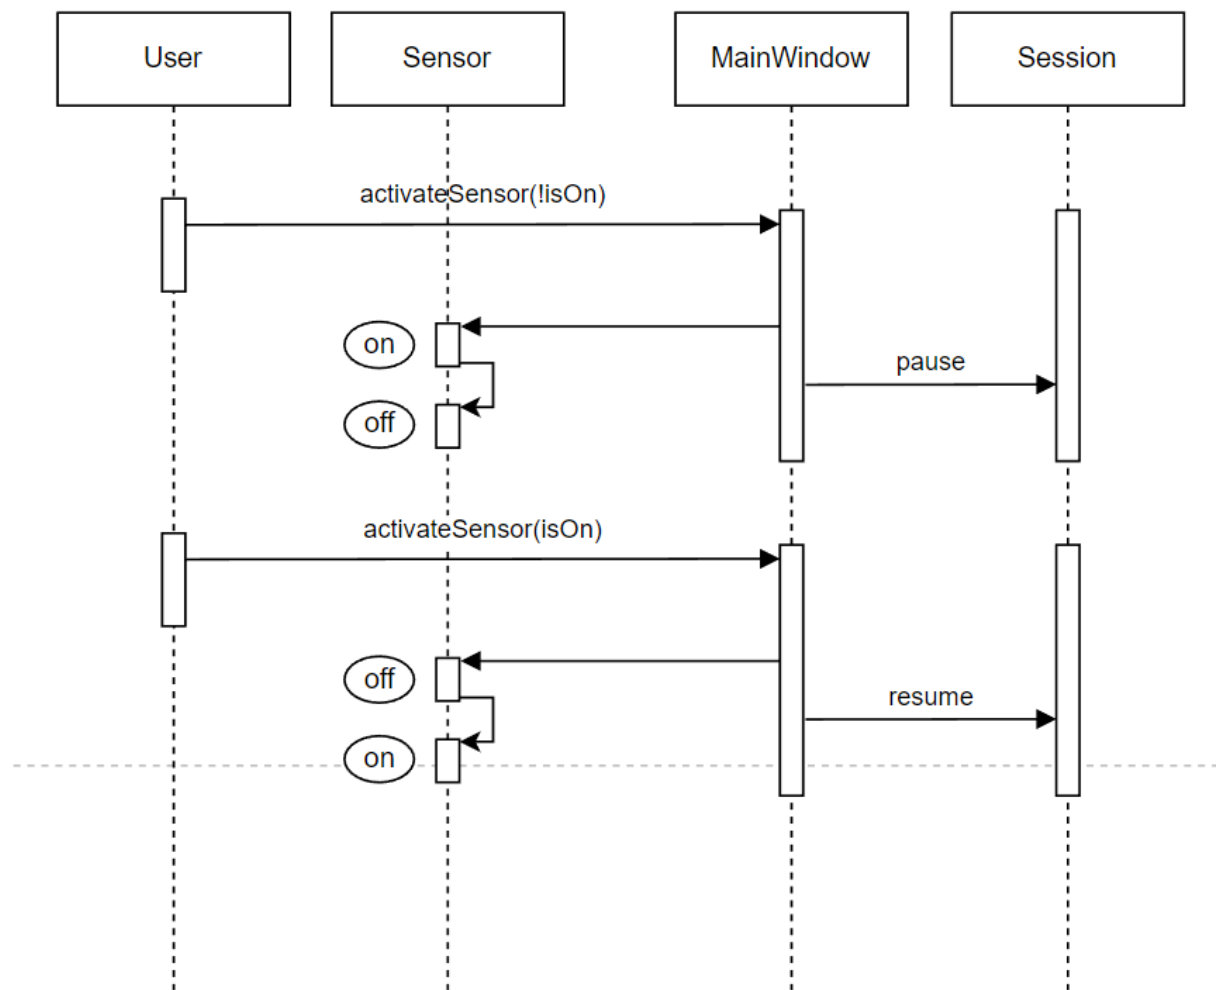 User
Sensor
MainWindow
Session
activateSensor(!isOn)
on
pause
off
activateSensor(isOn)
off
resume
on